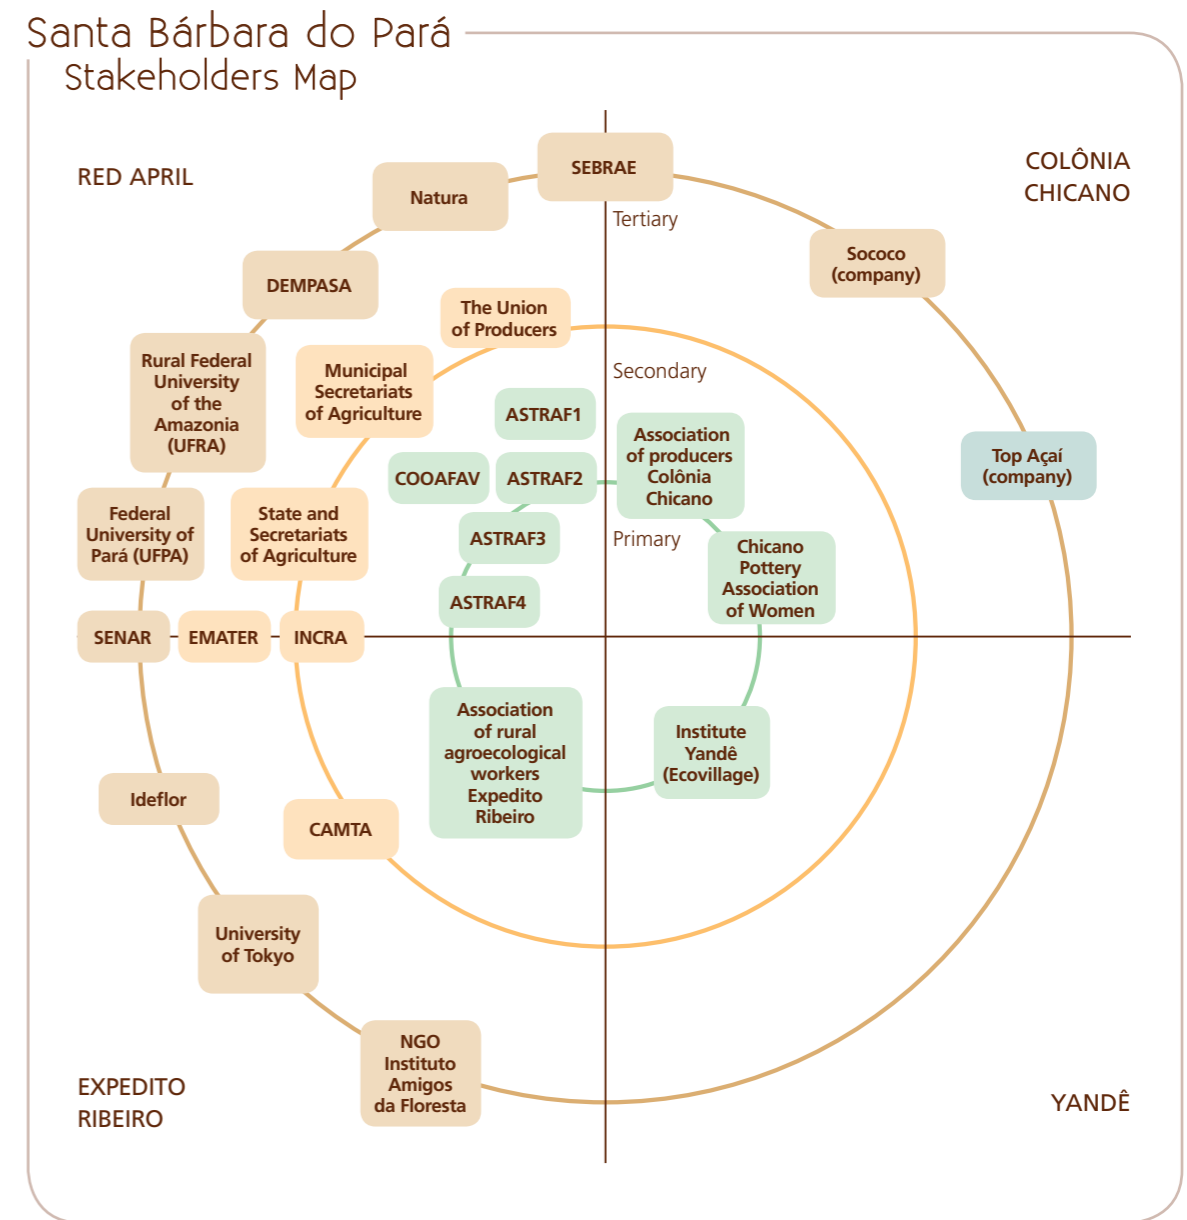 Santa Bárbara do Pará
Stakeholders Map
RED APRIL
COLÔNIA
CHICANO
SEBRAE
Natura
Tertiary
DEMPASA
Sococo
(company)
The Union
of Producers
Rural Federal
University
of the
Amazonia
(UFRA)
Municipal
Secretariats
of Agriculture
Secondary
ASTRAF1
Association
of producers
Colônia
Chicano
Top Açaí
(company)
COOAFAV
ASTRAF2
Federal
University of
Pará (UFPA)
State and
Secretariats
of Agriculture
ASTRAF3
Primary
Chicano
Pottery
Association
of Women
ASTRAF4
SENAR
EMATER
INCRA
Association
of rural
agroecological
workers
Expedito
Ribeiro
Institute
Yandê
(Ecovillage)
Ideflor
CAMTA
University
of Tokyo
NGO
Instituto
Amigos
da Floresta
EXPEDITO
RIBEIRO
YANDÊ